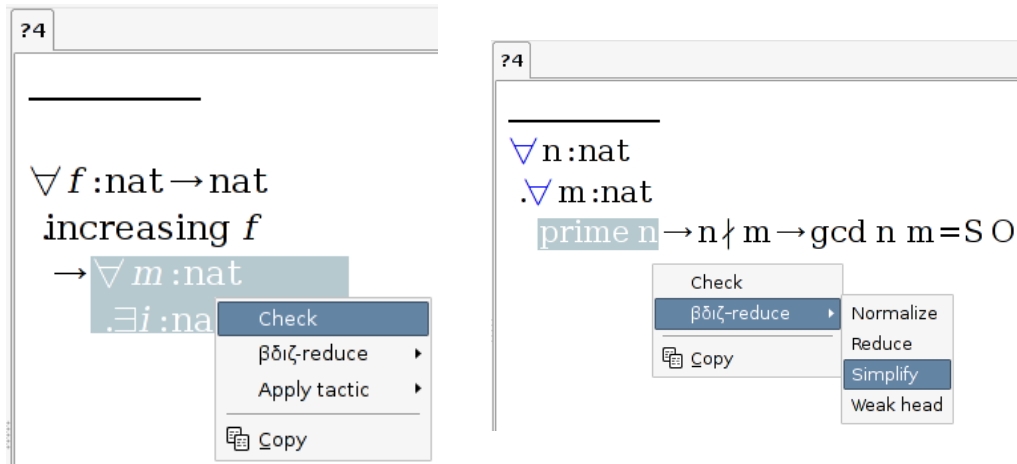 ?4
∀ f :nat→nat
.increasing f
→∀ m :nat
.∃i :na
Check
βδιζ-reduce
Apply tactic
Copy
?4
∀ n :nat
.∀ m :nat
prime n→n∤m→gcd n m=S O
Check
βδιζ-reduce
Copy
Normalize
Reduce
Simplify
Weak head